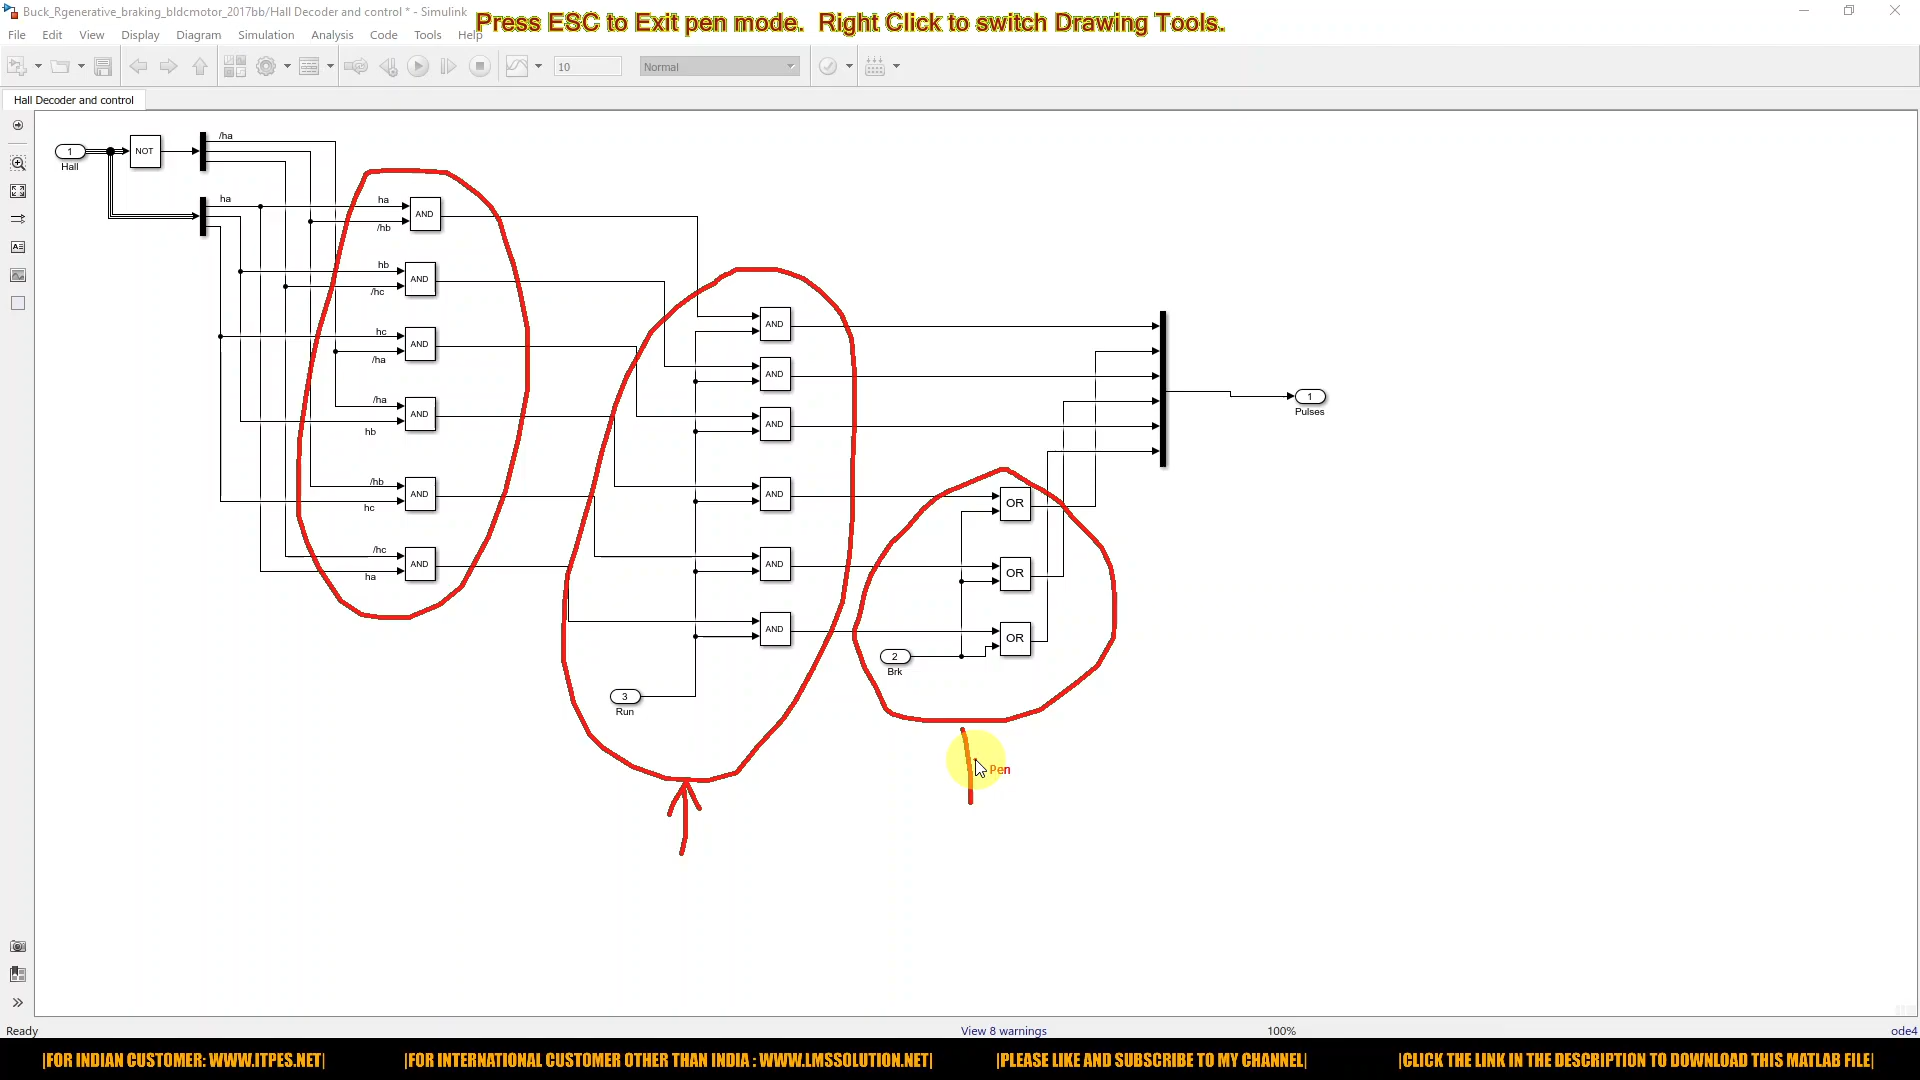 Buck_Rgenerative_braking_bldcmotor_2017bb/Hall Decoder and control * - Simulink
Press ESC to Exit pen mode. Right Click to switch Drawing Tools.
File Edit View Display Diagram Simulation Analysis Code Tools Help
10 Normal
Hall Decoder and control
/ha
1
NOT
Hall
ha
ha
AND
/hb
hb
AND
/hc
hc
AND
/ha
/ha
AND
hb
/hb
AND
hc
/hc
AND
ha
AND
AND
AND
AND
AND
AND
3
Run
OR
OR
OR
2
Brk
1
Pulses
Pen
Ready View 8 warnings 100% ode4
|FOR INDIAN CUSTOMER: WWW.ITPES.NET| |FOR INTERNATIONAL CUSTOMER OTHER THAN INDIA : WWW.LMSSOLUTION.NET| |PLEASE LIKE AND SUBSCRIBE TO MY CHANNEL| |CLICK THE LINK IN THE DESCRIPTION TO DOWNLOAD THIS MATLAB FILE|